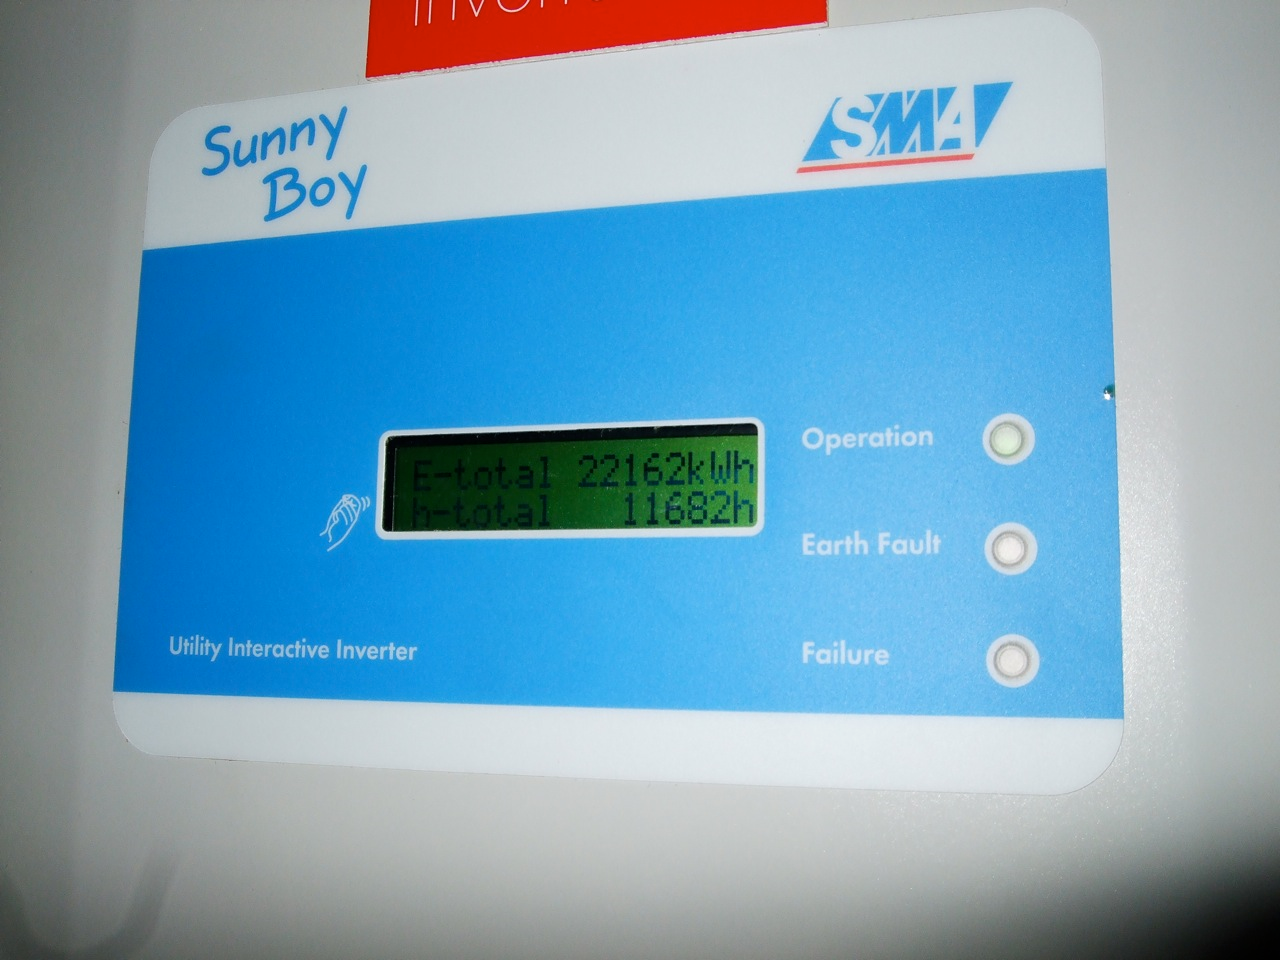 Sunny
Boy
SMA
E-total 22162kWh
h-total 11682h
Operation
Earth Fault
Failure
Utility Interactive Inverter